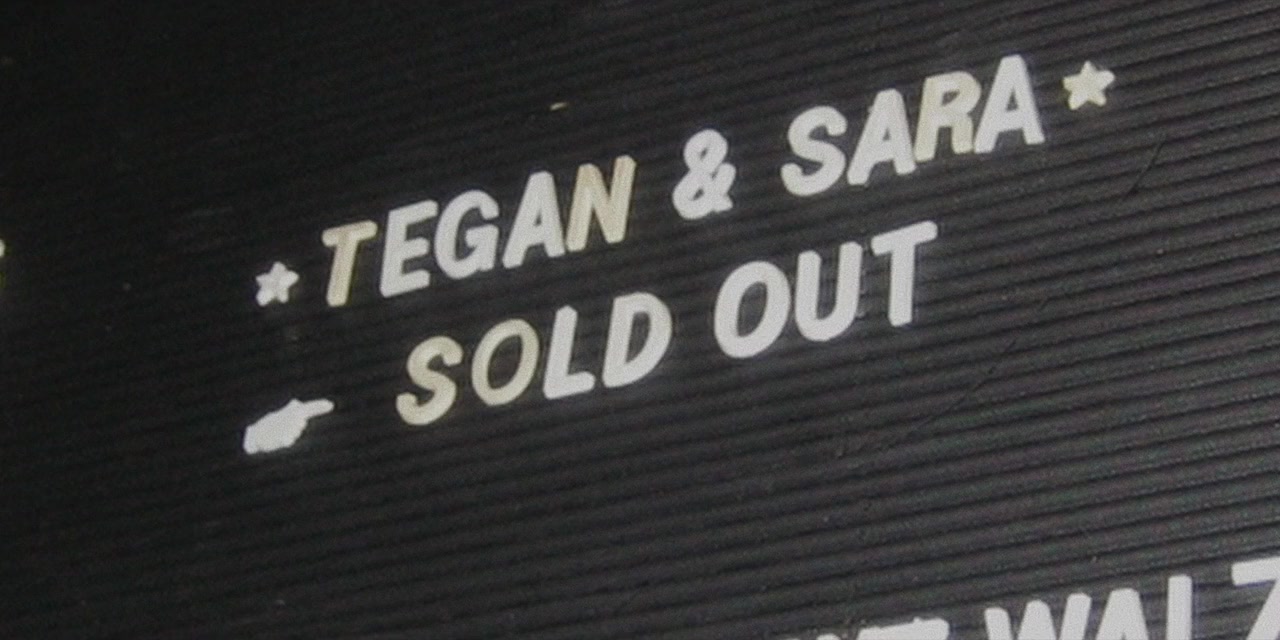 TEGAN & SARA
SOLD OUT